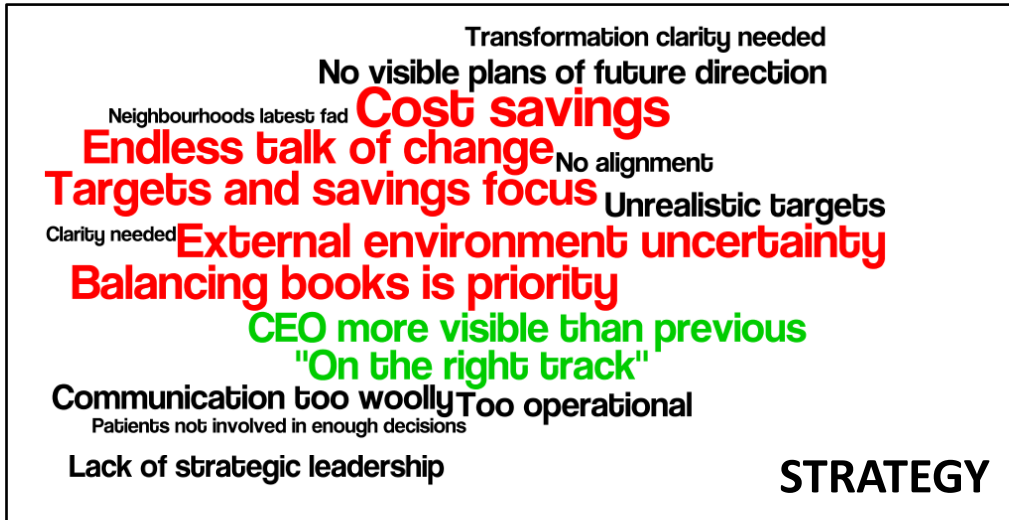 Transformation clarity needed
No visible plans of future direction
Neighbourhoods latest fad Cost savings
Endless talk of change No alignment
Targets and savings focus Unrealistic targets
Clarity needed External environment uncertainty
Balancing books is priority
CEO more visible than previous
"On the right track"
Communication too woolly Too operational
Patients not involved in enough decisions
Lack of strategic leadership
STRATEGY